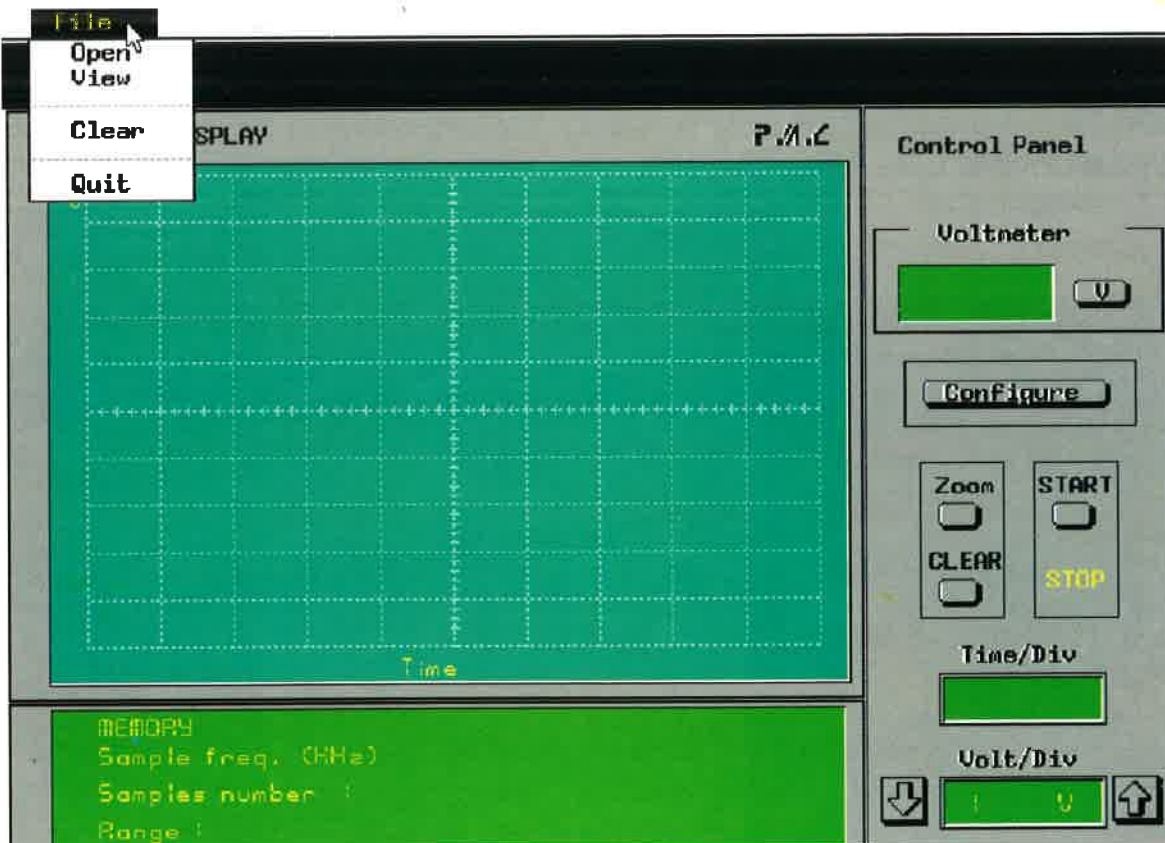 File
Open
View
Clear
Quit
SPLAY
P.M.C
Control Panel
Voltmeter
V
Configure
Zoom
START
CLEAR
STOP
Time
Time/Div
MEMORY
Sample freq. (KHz)
Samples number :
Range :
Volt/Div
1 V